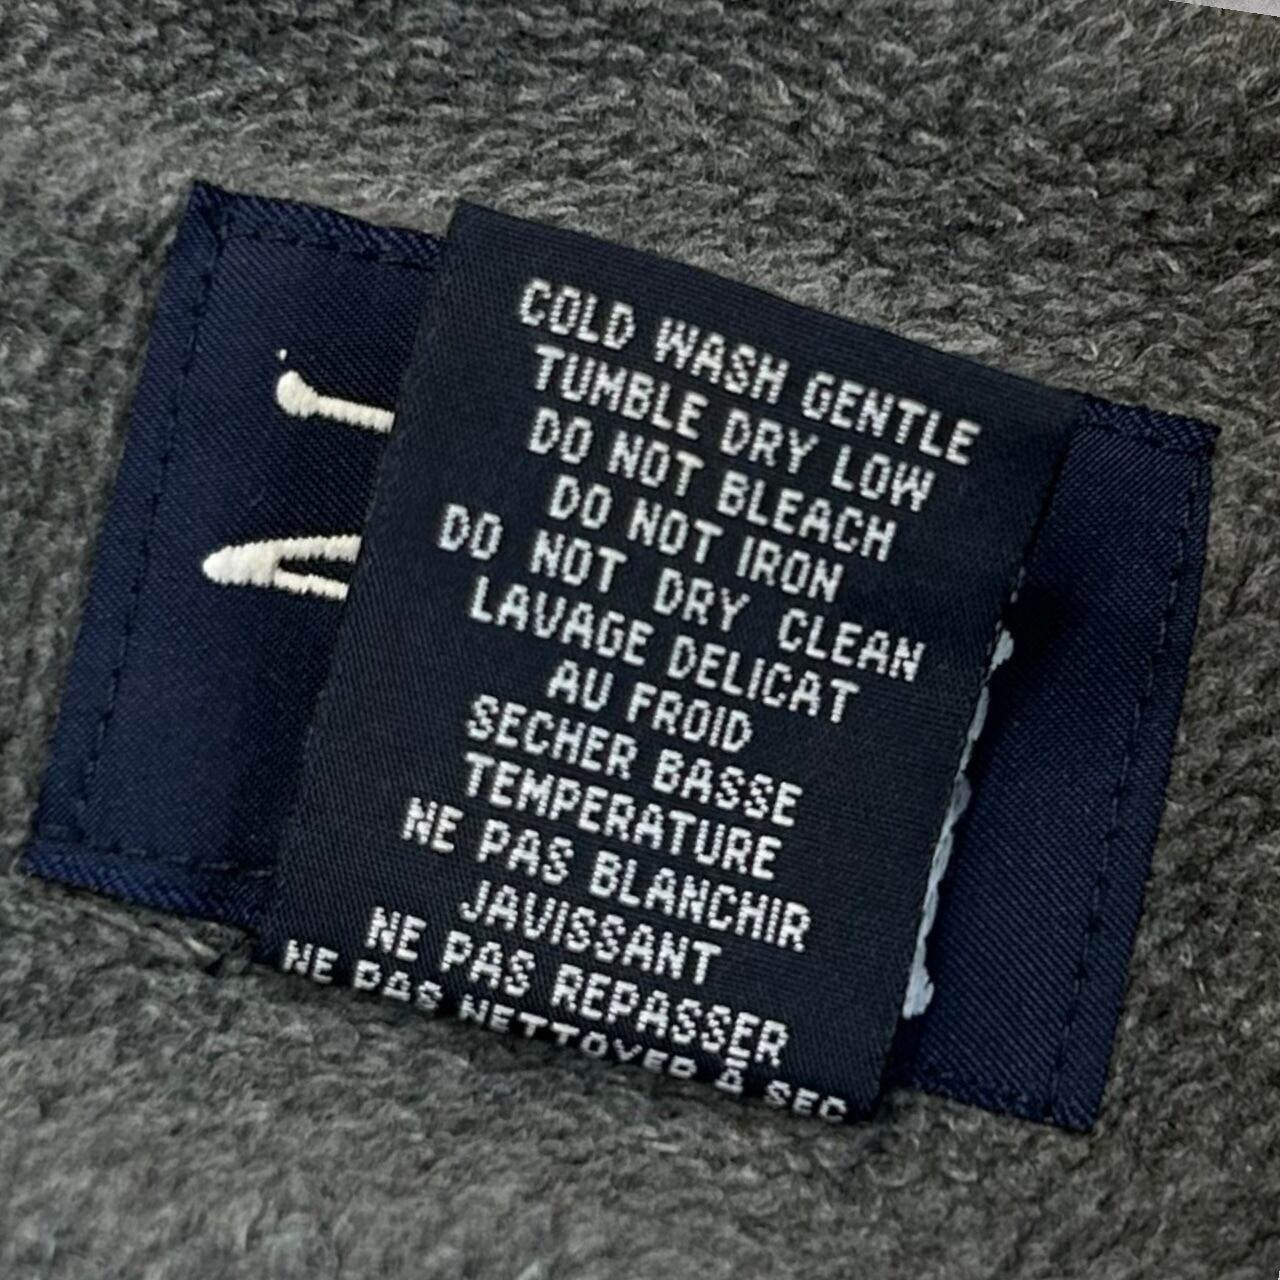 COLD WASH GENTLE
TUMBLE DRY LOW
DO NOT BLEACH
DO NOT IRON
DO NOT DRY CLEAN
LAVAGE DELICAT
AU FROID
SECHER BASSE
TEMPERATURE
NE PAS BLANCHIR
JAVISSANT
NE PAS REPASSER
NE PAS NETTOYER À SEC